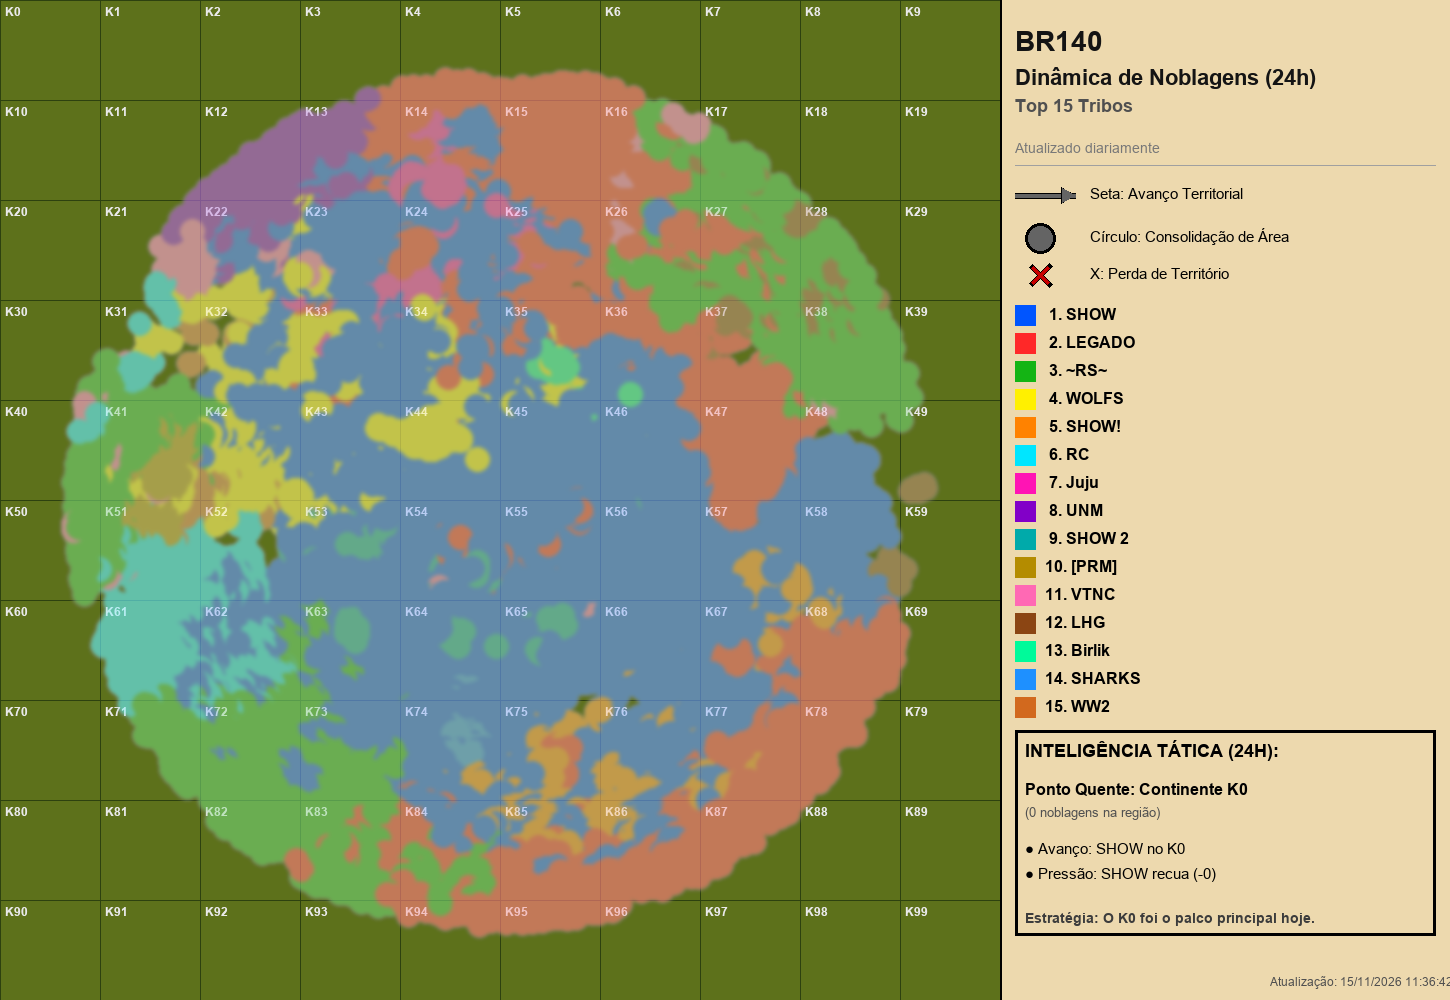 K0 K1 K2 K3 K4 K5 K6 K7 K8 K9
K10 K11 K12 K13 K14 K15 K16 K17 K18 K19
K20 K21 K22 K23 K24 K25 K26 K27 K28 K29
K30 K31 K32 K33 K34 K35 K36 K37 K38 K39
K40 K41 K42 K43 K44 K45 K46 K47 K48 K49
K50 K51 K52 K53 K54 K55 K56 K57 K58 K59
K60 K61 K62 K63 K64 K65 K66 K67 K68 K69
K70 K71 K72 K73 K74 K75 K76 K77 K78 K79
K80 K81 K82 K83 K84 K85 K86 K87 K88 K89
K90 K91 K92 K93 K94 K95 K96 K97 K98 K99
BR140
Dinâmica de Noblagens (24h)
Top 15 Tribos
Atualizado diariamente
Seta: Avanço Territorial
Círculo: Consolidação de Área
X: Perda de Território
1. SHOW
2. LEGADO
3. ~RS~
4. WOLFS
5. SHOW!
6. RC
7. Juju
8. UNM
9. SHOW 2
10. [PRM]
11. VTNC
12. LHG
13. Birlik
14. SHARKS
15. WW2
INTELIGÊNCIA TÁTICA (24H):
Ponto Quente: Continente K0
(0 noblagens na região)
● Avanço: SHOW no K0
● Pressão: SHOW recua (-0)
Estratégia: O K0 foi o palco principal hoje.
Atualização: 15/11/2026 11:36:42